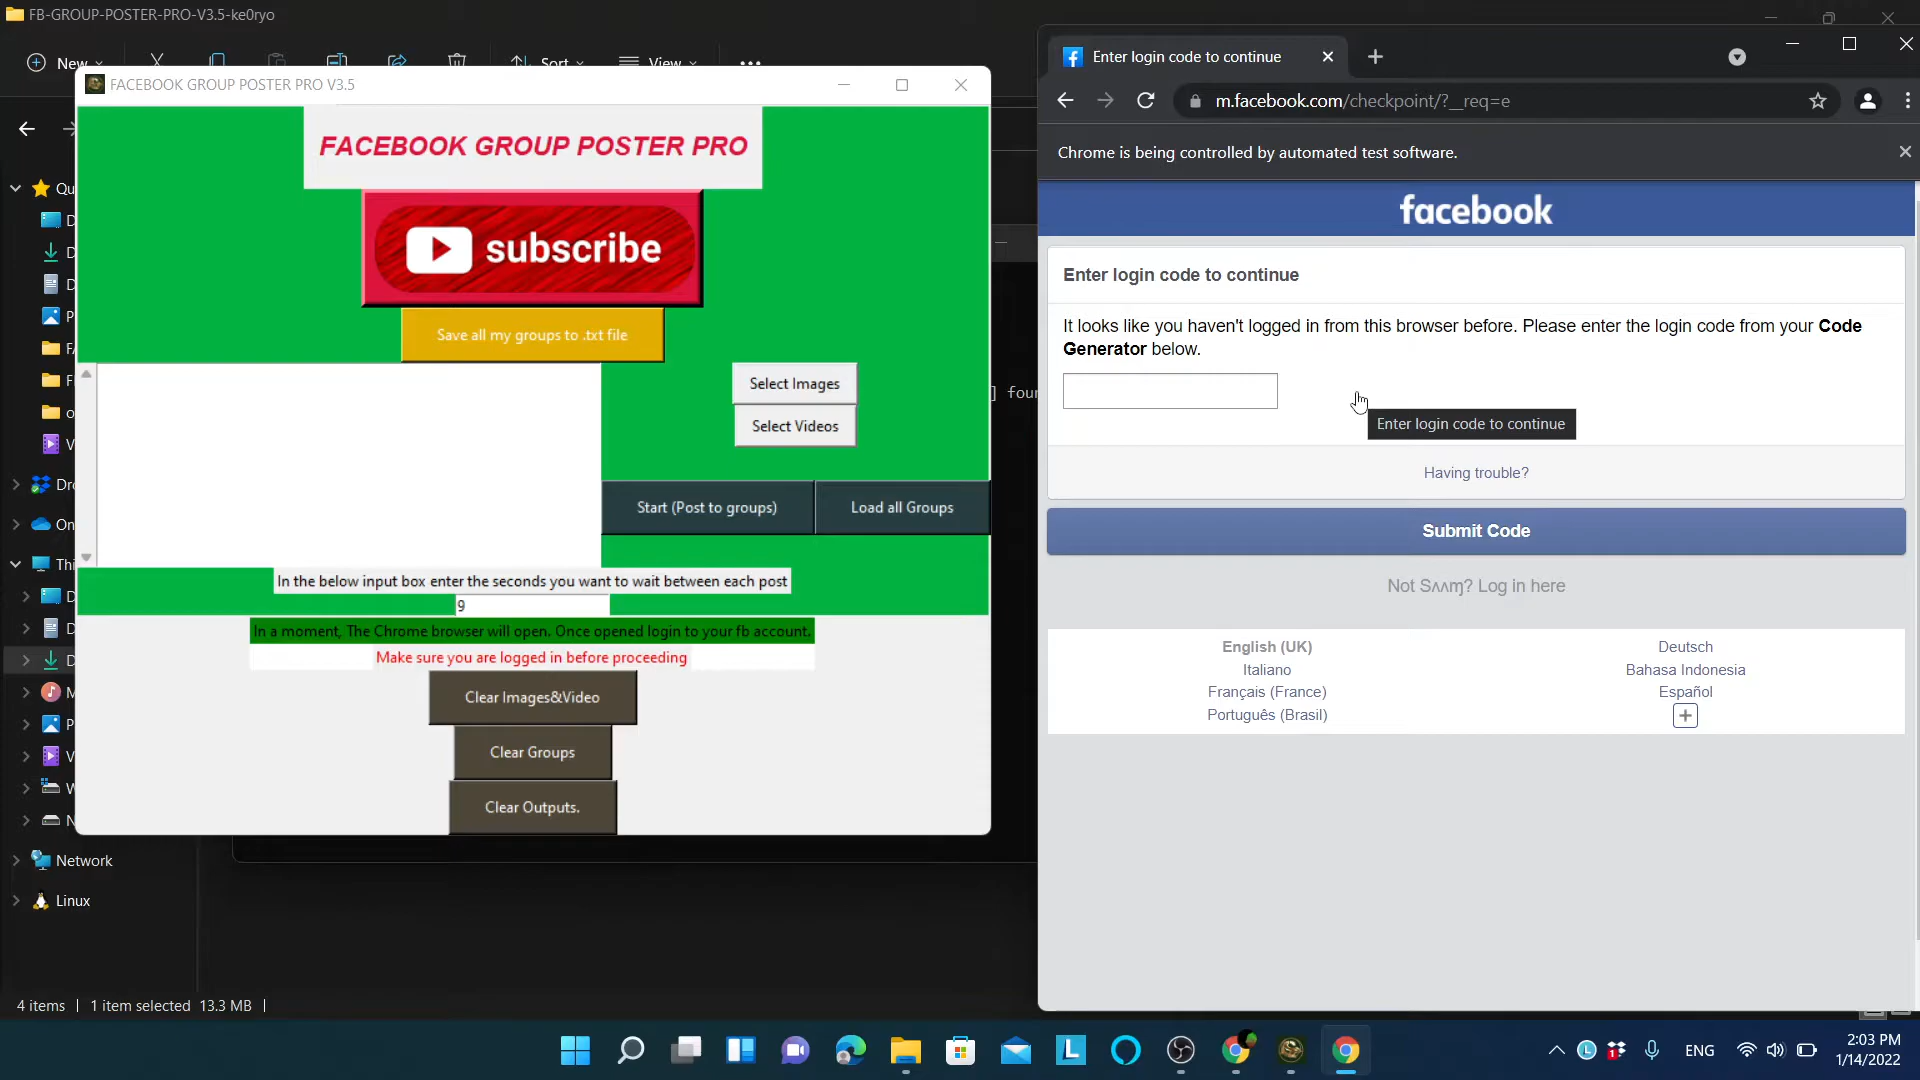 FB-GROUP-POSTER-PRO-V3.5-ke0ryo
New
Sort
View
FACEBOOK GROUP POSTER PRO V3.5
FACEBOOK GROUP POSTER PRO
subscribe
Save all my groups to .txt file
Select Images
Select Videos
Start (Post to groups)
Load all Groups
In the below input box enter the seconds you want to wait between each post
9
In a moment, The Chrome browser will open. Once opened login to your fb account.
Make sure you are logged in before proceeding
Clear Images&Video
Clear Groups
Clear Outputs.
Network
Linux
4 items
1 item selected 13.3 MB
Enter login code to continue
m.facebook.com/checkpoint/?__req=e
Chrome is being controlled by automated test software.
facebook
Enter login code to continue
It looks like you haven't logged in from this browser before. Please enter the login code from your Code
Generator below.
Enter login code to continue
Having trouble?
Submit Code
Log in here
English (UK)
Deutsch
Italiano
Bahasa Indonesia
Français (France)
Español
Português (Brasil)
ENG
2:03 PM
1/14/2022